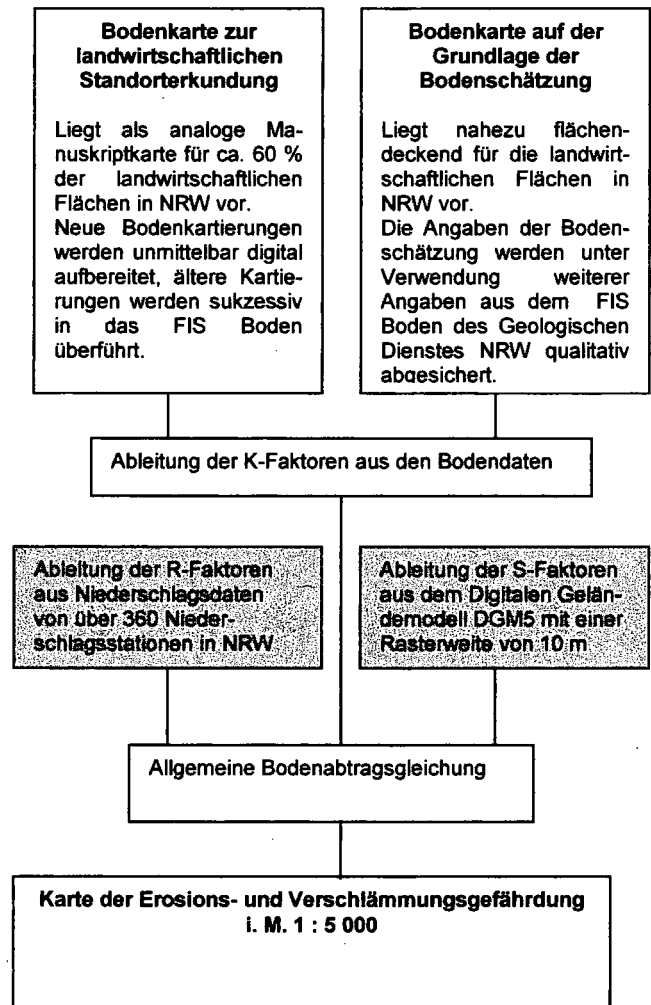 Bodenkarte zur
landwirtschaftlichen
Standorterkundung
Liegt als analoge Ma-
nuskriptkarte für ca. 60 %
der landwirtschaftlichen
Flächen in NRW vor.
Neue Bodenkartierungen
werden unmittelbar digital
aufbereitet, ältere Kartie-
rungen werden sukzessiv
in das FIS Boden
überführt.
Bodenkarte auf der
Grundlage der
Bodenschätzung
Liegt nahezu flächen-
deckend für die landwirt-
schaftlichen Flächen in
NRW vor.
Die Angaben der Boden-
schätzung werden unter
Verwendung weiterer
Angaben aus dem FIS
Boden des Geologischen
Dienstes NRW qualitativ
abgesichert.
Ableitung der K-Faktoren aus den Bodendaten
Ableitung der R-Faktoren
aus Niederschlagsdaten
von über 360 Nieder-
schlagsstationen in NRW
Ableitung der S-Faktoren
aus dem Digitalen Gelän-
demodell DGM5 mit einer
Rasterweite von 10 m
Allgemeine Bodenabtragsgleichung
Karte der Erosions- und Verschlämmungsgefährdung
i. M. 1 : 5 000